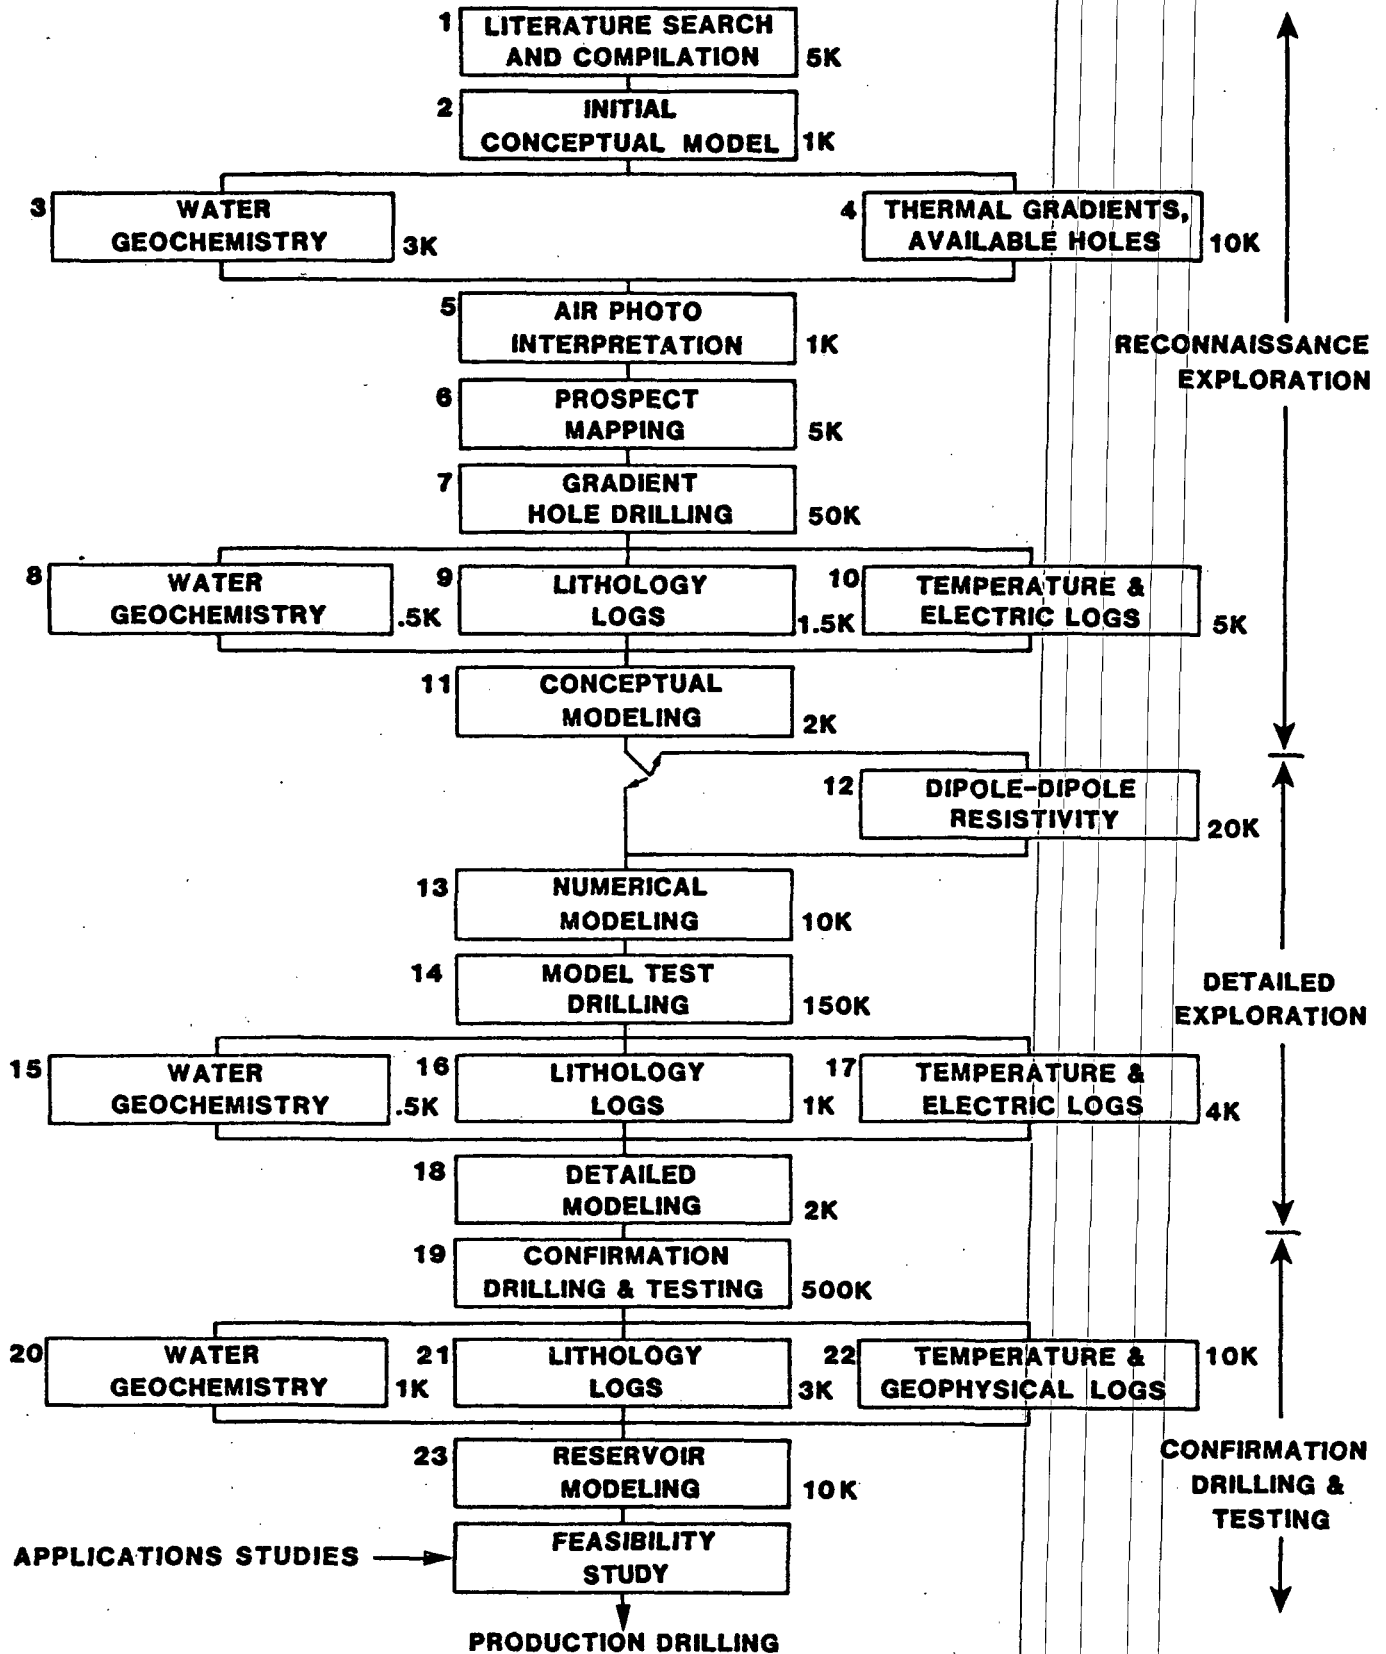 1 LITERATURE SEARCH
AND COMPILATION 5K
2 INITIAL
CONCEPTUAL MODEL 1K
3 WATER
GEOCHEMISTRY 3K
4 THERMAL GRADIENTS,
AVAILABLE HOLES 10K
5 AIR PHOTO
INTERPRETATION 1K
6 PROSPECT
MAPPING 5K
7 GRADIENT
HOLE DRILLING 50K
8 WATER
GEOCHEMISTRY .5K
9 LITHOLOGY
LOGS 1.5K
10 TEMPERATURE &
ELECTRIC LOGS 5K
11 CONCEPTUAL
MODELING 2K
RECONNAISSANCE
EXPLORATION
12 DIPOLE-DIPOLE
RESISTIVITY 20K
13 NUMERICAL
MODELING 10K
14 MODEL TEST
DRILLING 150K
15 WATER
GEOCHEMISTRY .5K
16 LITHOLOGY
LOGS 1K
17 TEMPERATURE &
ELECTRIC LOGS 4K
18 DETAILED
MODELING 2K
DETAILED
EXPLORATION
19 CONFIRMATION
DRILLING & TESTING 500K
20 WATER
GEOCHEMISTRY 1K
21 LITHOLOGY
LOGS 3K
22 TEMPERATURE & 10K
GEOPHYSICAL LOGS
23 RESERVOIR
MODELING 10K
CONFIRMATION
DRILLING &
TESTING
APPLICATIONS STUDIES
FEASIBILITY
STUDY
PRODUCTION DRILLING